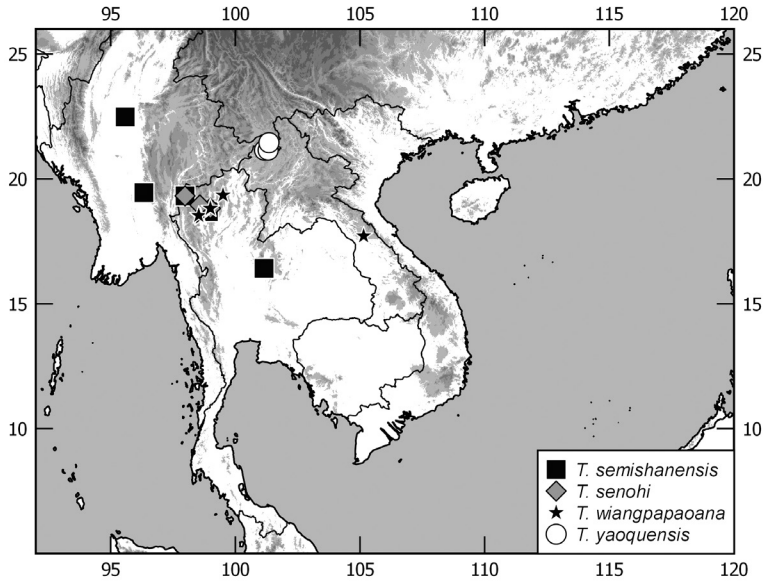 95 100 105 110 115 120
25 25
20 20
15 15
10 10
T. semishanensis
T. senohi
T. wiangpapaoana
T. yaoquensis
95 100 105 110 115 120